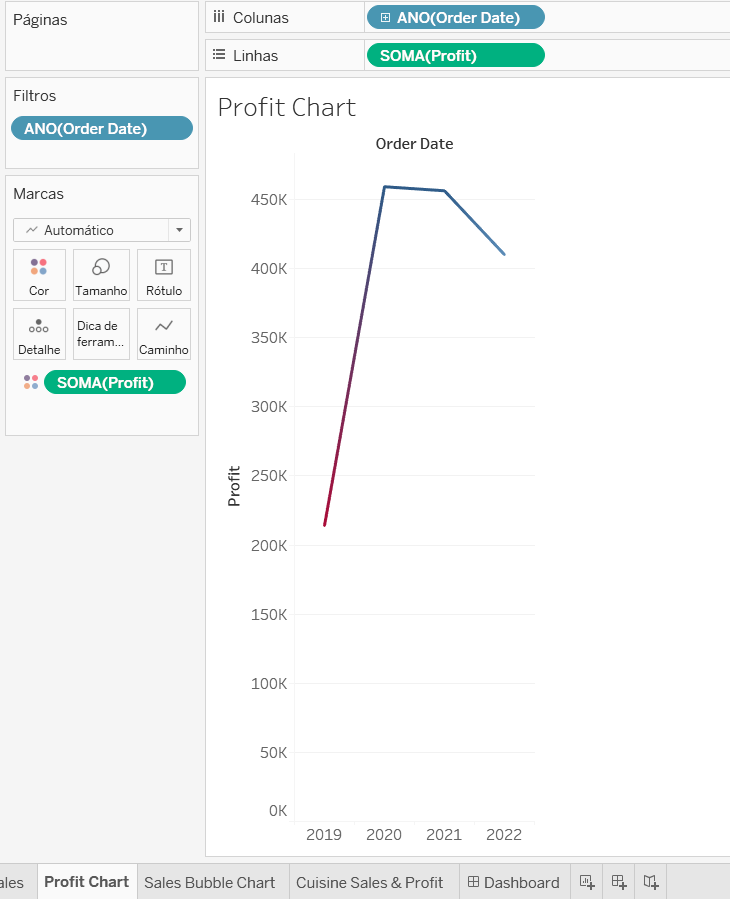 Páginas
Colunas
ANO(Order Date)
Linhas
SOMA(Profit)
Filtros
ANO(Order Date)
Marcas
Automático
Cor
Tamanho
T
Rótulo
Detalhe
Dica de
ferram...
Caminho
SOMA(Profit)
Profit Chart
Order Date
Profit
450K
400K
350K
300K
250K
200K
150K
100K
50K
0K
2019 2020 2021 2022
ales
Profit Chart
Sales Bubble Chart
Cuisine Sales & Profit
Dashboard